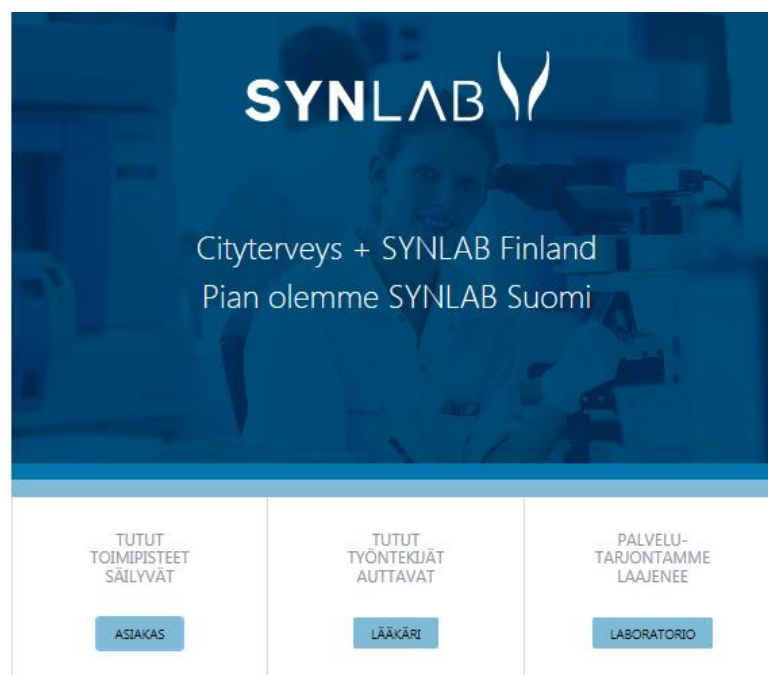 SYNLAB
Cityterveys + SYNLAB Finland
Pian olemme SYNLAB Suomi
TUTUT
TOIMIPISTEET
SÄILYVÄT
ASIAKAS
TUTUT
TYÖNTEKIJÄT
AUTTAVAT
LÄÄKÄRI
PALVELU-
TARJONTAMME
LAAJENEE
LABORATORIO